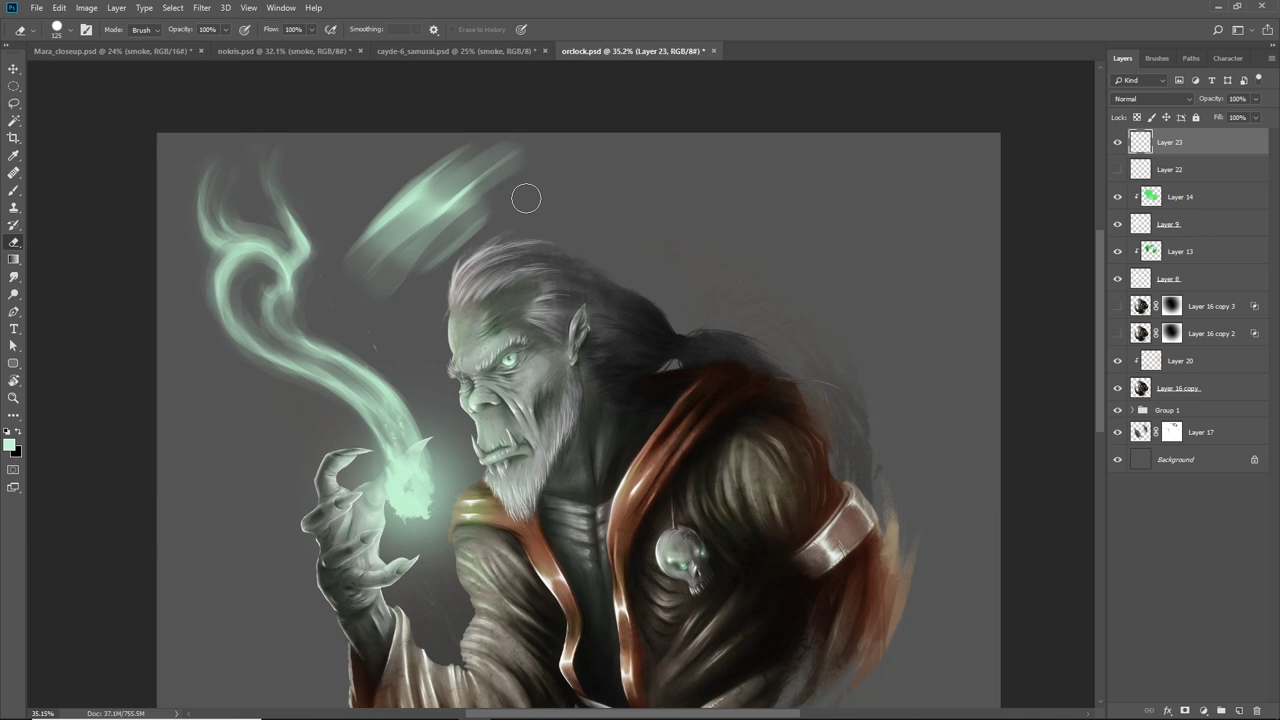 Ps File Edit Image Layer Type Select Filter 3D View Window Help
125 Mode: Brush Opacity: 100% Flow: 100% Smoothing: Erase to History
Mara_closeup.psd @ 24% (smoke, RGB/16#) * × nokris.psd @ 32.1% (smoke, RGB/8#) * × cayde-6_samurai.psd @ 25% (smoke, RGB/8) * × orclock.psd @ 35.2% (Layer 23, RGB/8#) * ×
Layers Brushes Paths Character
Kind
Normal Opacity: 100%
Lock: Fill: 100%
Layer 23
Layer 22
Layer 14
Layer 9
Layer 13
Layer 8
Layer 16 copy 3
Layer 16 copy 2
Layer 20
Layer 16 copy
Group 1
Layer 17
Background
35.15% Doc: 37.1M/755.5M